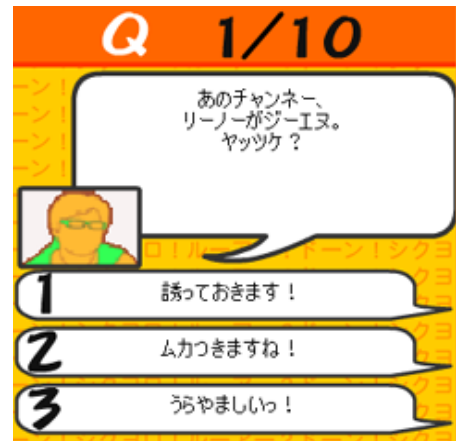 Q 1/10
あのチャンネー、
リーノーがジーエヌ。
ヤッツケ？
1 誘っておきます！
2 ムカつきますね！
3 うらやましいっ！